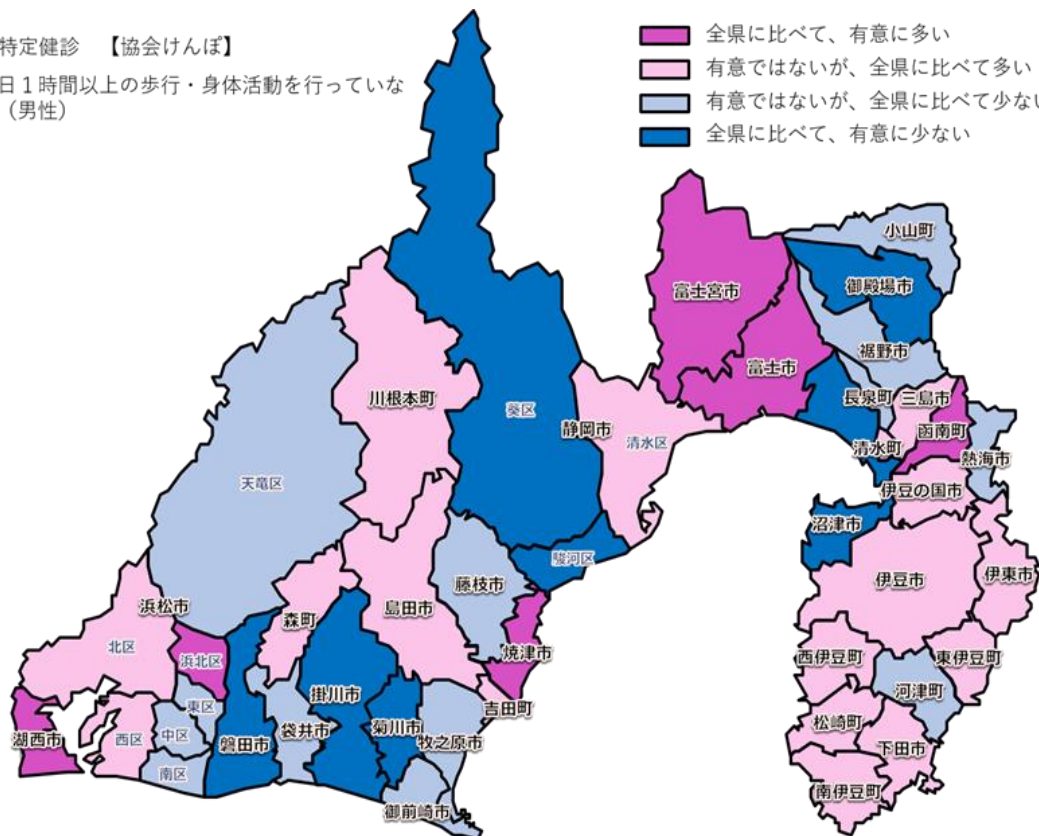 特定健診 【協会けんぽ】
日1時間以上の歩行・身体活動を行っていな
（男性）
全県に比べて、有意に多い
有意ではないが、全県に比べて多い
有意ではないが、全県に比べて少ない
全県に比べて、有意に少ない
小山町
富士宮市
御殿場市
裾野市
富士市
川根本町
長泉町
三島市
葵区
静岡市
清水区
函南町
清水町
熱海市
天竜区
伊豆の国市
沼津市
駿河区
藤枝市
伊豆市
伊東市
浜松市
島田市
森町
北区
焼津市
浜北区
西伊豆町
東伊豆町
河津町
掛川市
吉田町
東区
松崎町
菊川市
袋井市
湖西市
西区
中区
磐田市
牧之原市
下田市
南区
南伊豆町
御前崎市